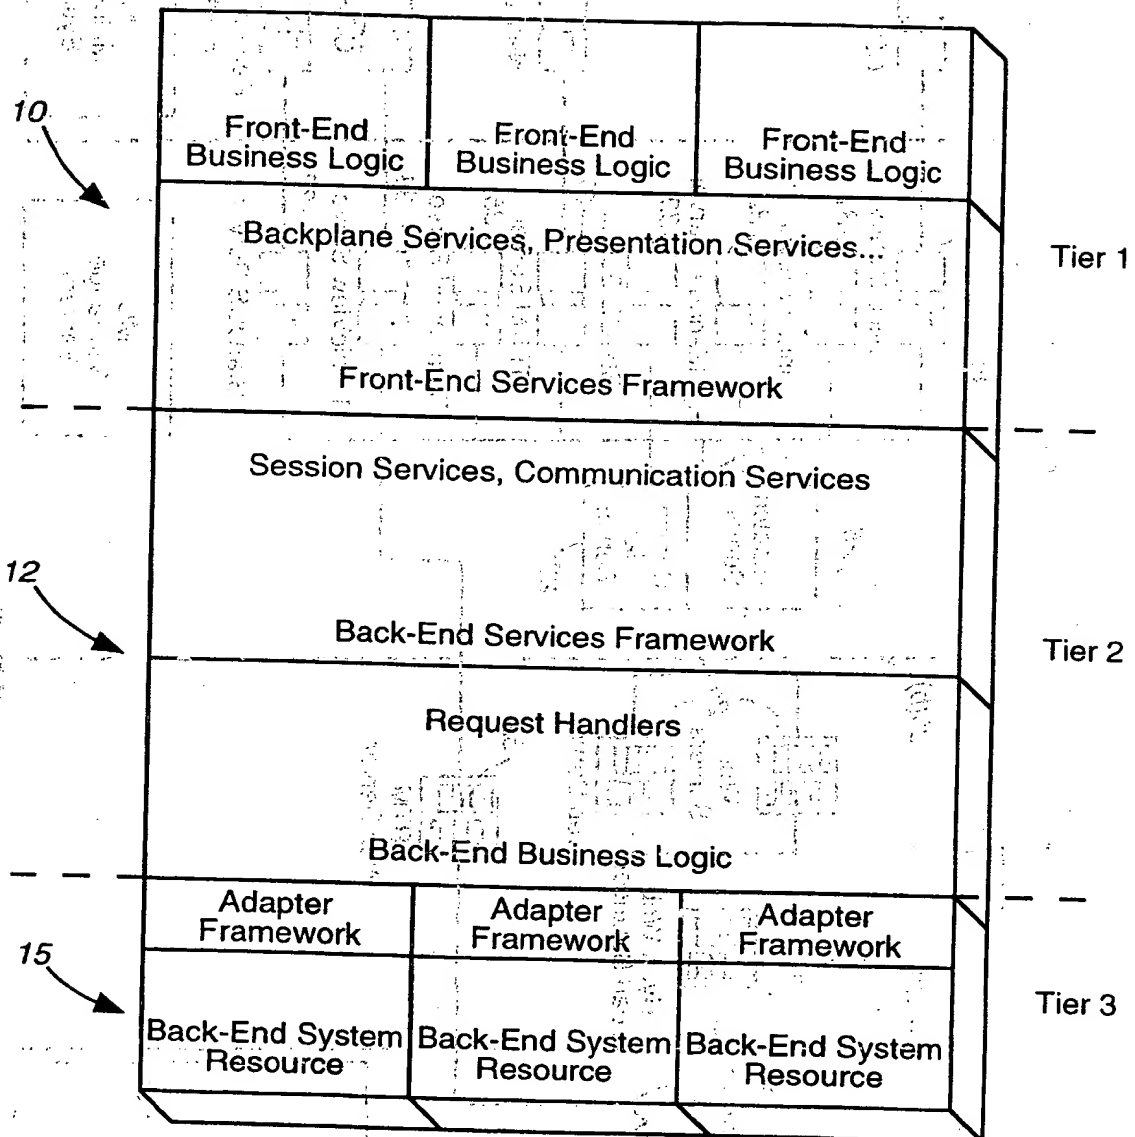 10
Front-End
Business Logic
Front-End
Business Logic
Front-End
Business Logic
Backplane Services, Presentation Services...
Tier 1
Front-End Services Framework
Session Services, Communication Services
12
Back-End Services Framework
Tier 2
Request Handlers
Back-End Business Logic
Adapter
Framework
Adapter
Framework
Adapter
Framework
15
Tier 3
Back-End System
Resource
Back-End System
Resource
Back-End System
Resource